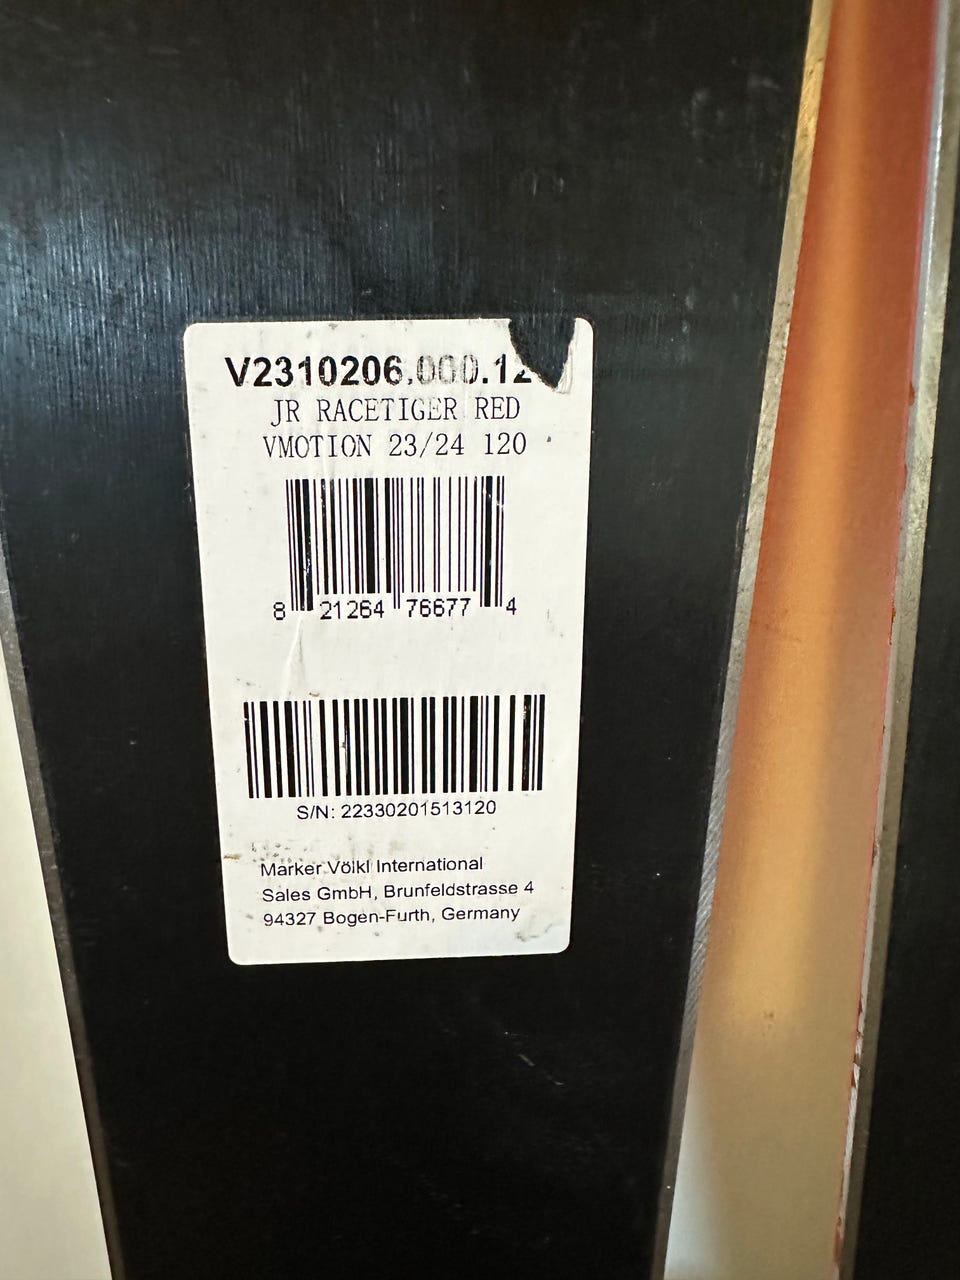 V2310206.000.12
JR RACETIGER RED
VMOTION 23/24 120
8 21264 76677 4
S/N: 22330201513120
Marker Völkl International
Sales GmbH, Brunfeldstrasse 4
94327 Bogen-Furth, Germany